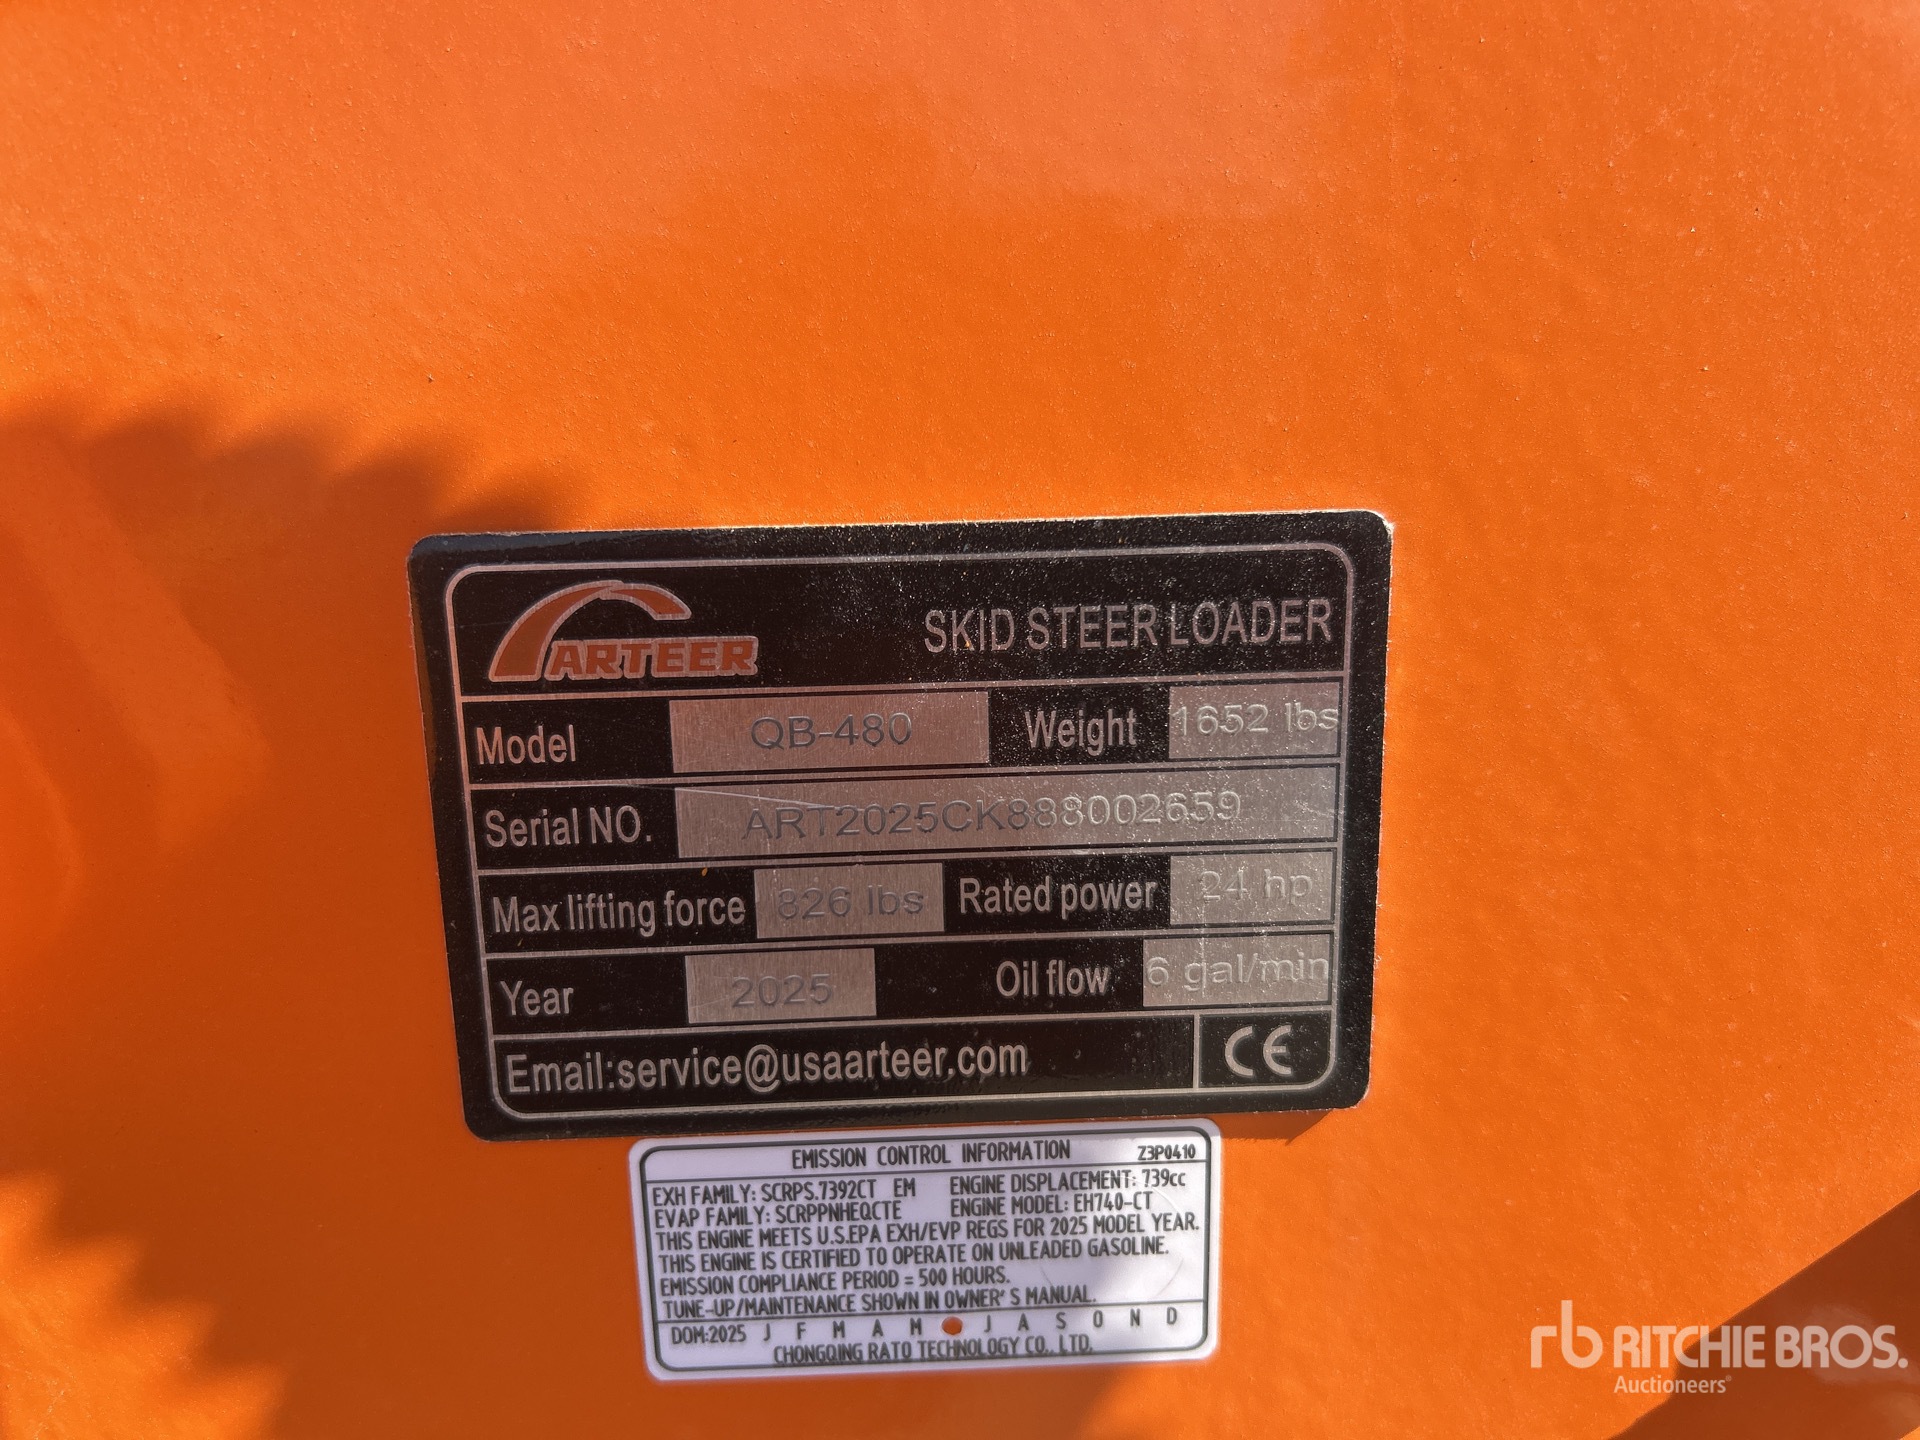 ARTEER
SKID STEER LOADER
Model QB-480 Weight 1652 lbs
Serial NO. ART2025CK888002659
Max lifting force 826 lbs Rated power 24 hp
Year 2025 Oil flow 6 gal/min
Email:service@usaarteer.com CE
EMISSION CONTROL INFORMATION Z3P0410
EXH FAMILY: SCRPS.7392CT EM ENGINE DISPLACEMENT: 739cc
EVAP FAMILY: SCRPPNHEQCTE ENGINE MODEL: EH740-CT
THIS ENGINE MEETS U.S.EPA EXH/EVP REGS FOR 2025 MODEL YEAR.
THIS ENGINE IS CERTIFIED TO OPERATE ON UNLEADED GASOLINE.
EMISSION COMPLIANCE PERIOD = 500 HOURS.
TUNE-UP/MAINTENANCE SHOWN IN OWNER'S MANUAL.
DOM:2025 J F M A M J A S O N D
CHONGQING RATO TECHNOLOGY CO., LTD.
rb RITCHIE BROS.
Auctioneers